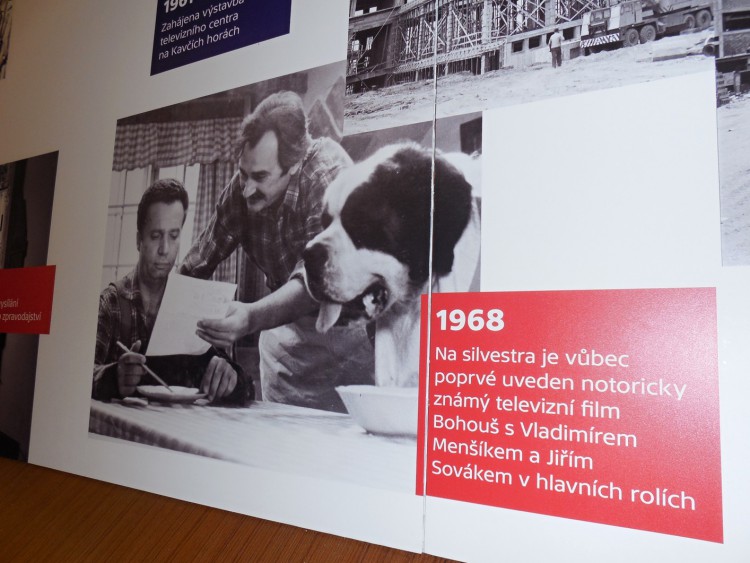 Zahájena výstavba
televizního centra
na Kavčích horách
zpravodajství
1968
Na silvestra je vůbec
poprvé uveden notoricky
známý televizní film
Bohouš s Vladimírem
Menšíkem a Jiřím
Sovákem v hlavních rolích